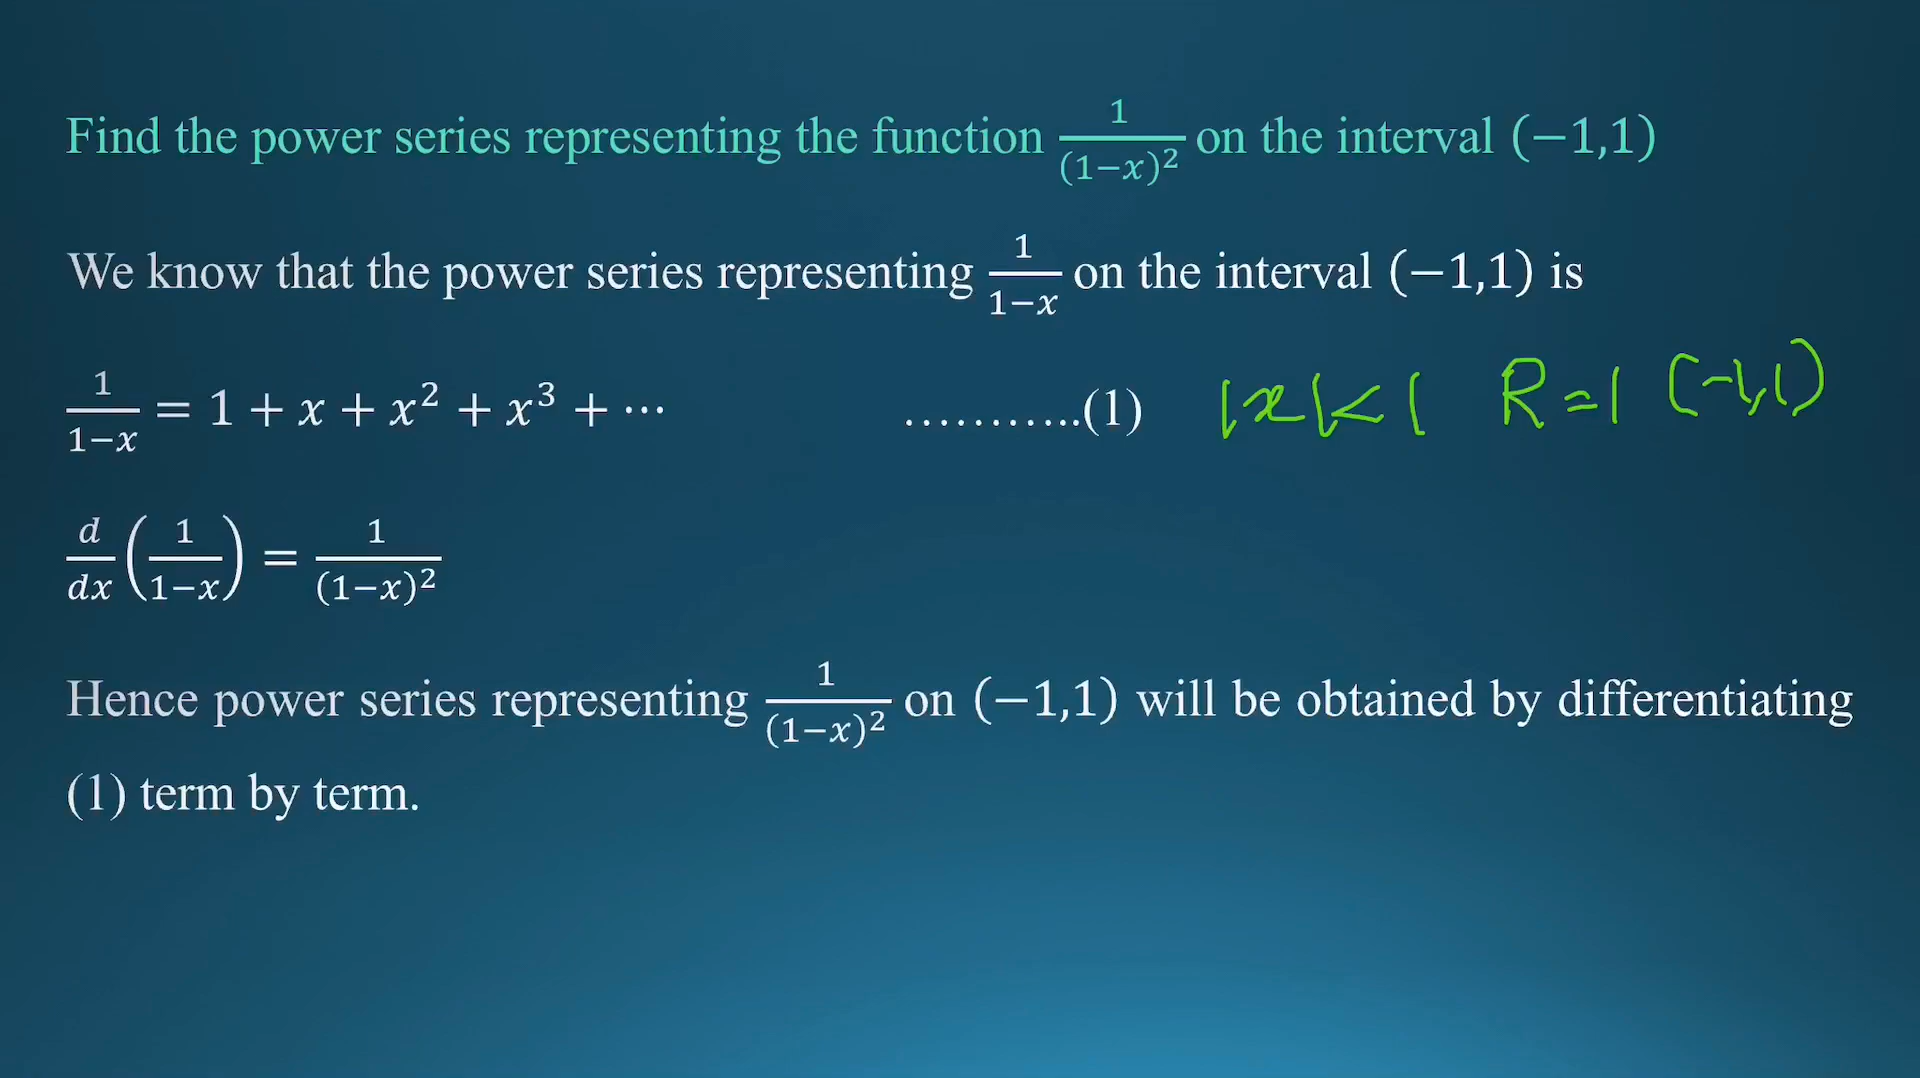 Find the power series representing the function 1/(1−x)² on the interval (−1,1)
We know that the power series representing 1/(1−x) on the interval (−1,1) is
1/(1−x) = 1 + x + x² + x³ + ⋯ ...........(1) |x|<1 R=1 (-1,1)
d/dx (1/(1−x)) = 1/(1−x)²
Hence power series representing 1/(1−x)² on (−1,1) will be obtained by differentiating
(1) term by term.